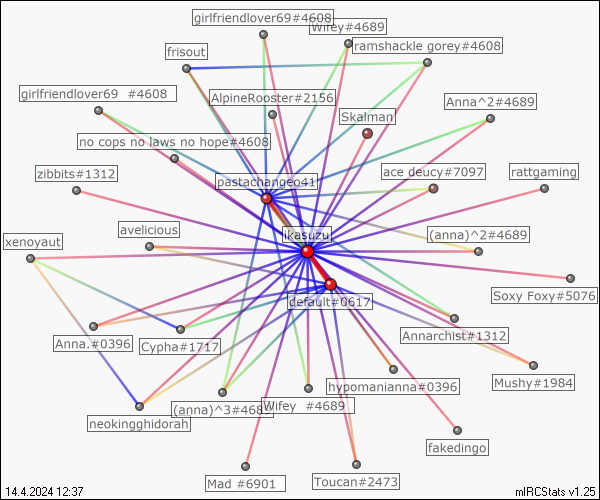 girlfriendlover69#4608
Wirey#4689
frisout
ramshackle gorey#4608
girlfriendlover69 #4608
AlpineRooster#2156
Anna^2#4689
Skalman
no cops no laws no hope#4608
zibbits#1312
pastachangeo41
ace deucy#7097
rattgaming
avelicious
xenoyaut
ikasuzu
(anna)^2#4689
Soxy Foxy#5076
default#0617
Anna.#0396
Cypha#1717
Annarchist#1312
hypomanianna#0396
Mushy#1984
neokingghidorah
(anna)^3#468
Wifey #4689
fakedingo
Mad #6901
Toucan#2473
14.4.2024 12:37
mIRCStats v1.25